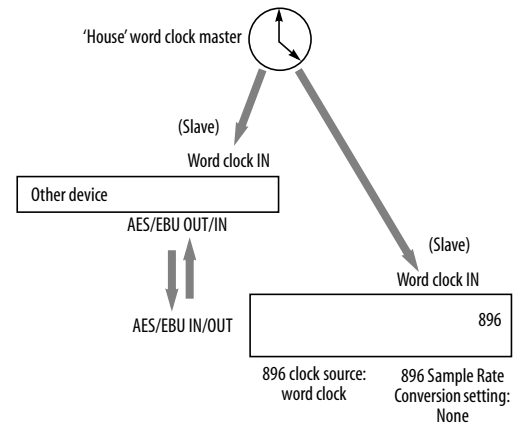 ‘House’ word clock master
(Slave)
Word clock IN
Other device
AES/EBU OUT/IN
(Slave)
Word clock IN
AES/EBU IN/OUT
896
896 clock source:
word clock
896 Sample Rate
Conversion setting:
None